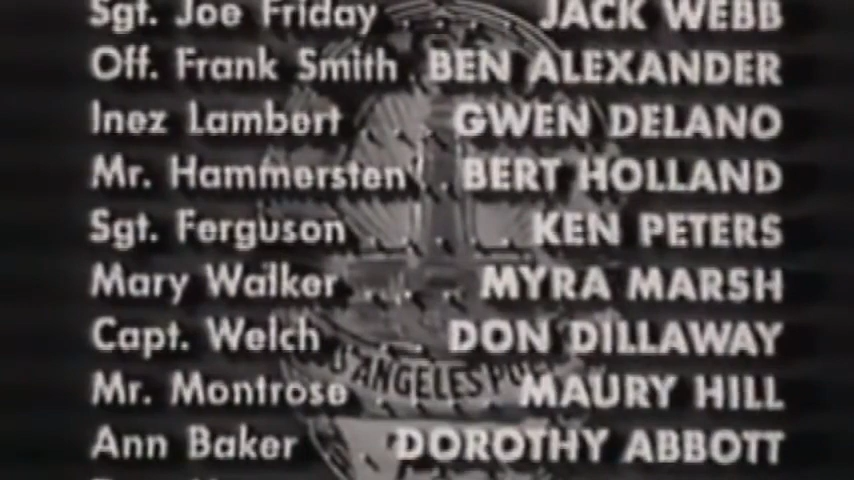 Sgt. Joe Friday . . . JACK WEBB
Off. Frank Smith . BEN ALEXANDER
Inez Lambert . . . GWEN DELANO
Mr. Hammersten . BERT HOLLAND
Sgt. Ferguson . . . KEN PETERS
Mary Walker . . . MYRA MARSH
Capt. Welch . . DON DILLAWAY
ANGELES
Mr. Montrose . . . MAURY HILL
Ann Baker . DOROTHY ABBOTT